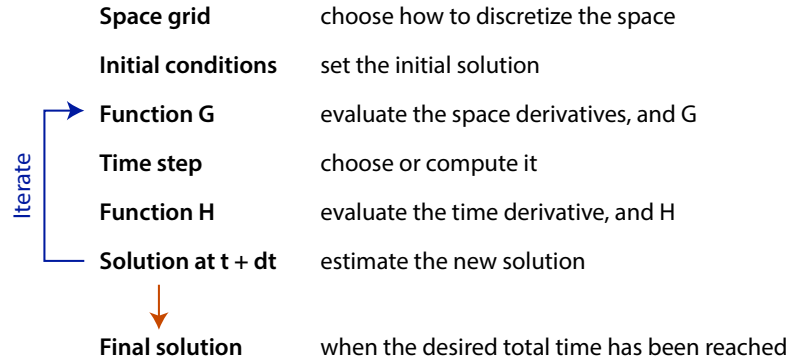 Space grid choose how to discretize the space
Initial conditions set the initial solution
Function G evaluate the space derivatives, and G
Time step choose or compute it
Function H evaluate the time derivative, and H
Solution at t + dt estimate the new solution
Final solution when the desired total time has been reached
Iterate